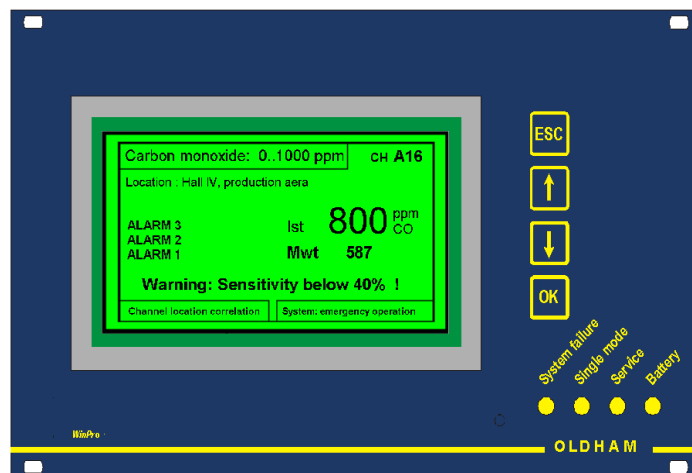 Carbon monoxide: 0..1000 ppm CH A16
Location : Hall IV, production aera
ALARM 3
ALARM 2
ALARM 1
Ist 800 ppm CO
Mwt 587
Warning: Sensitivity below 40% !
Channel location correlation
System: emergency operation
ESC
OK
System failure
Single mode
Service
Battery
WinPro
OLDHAM